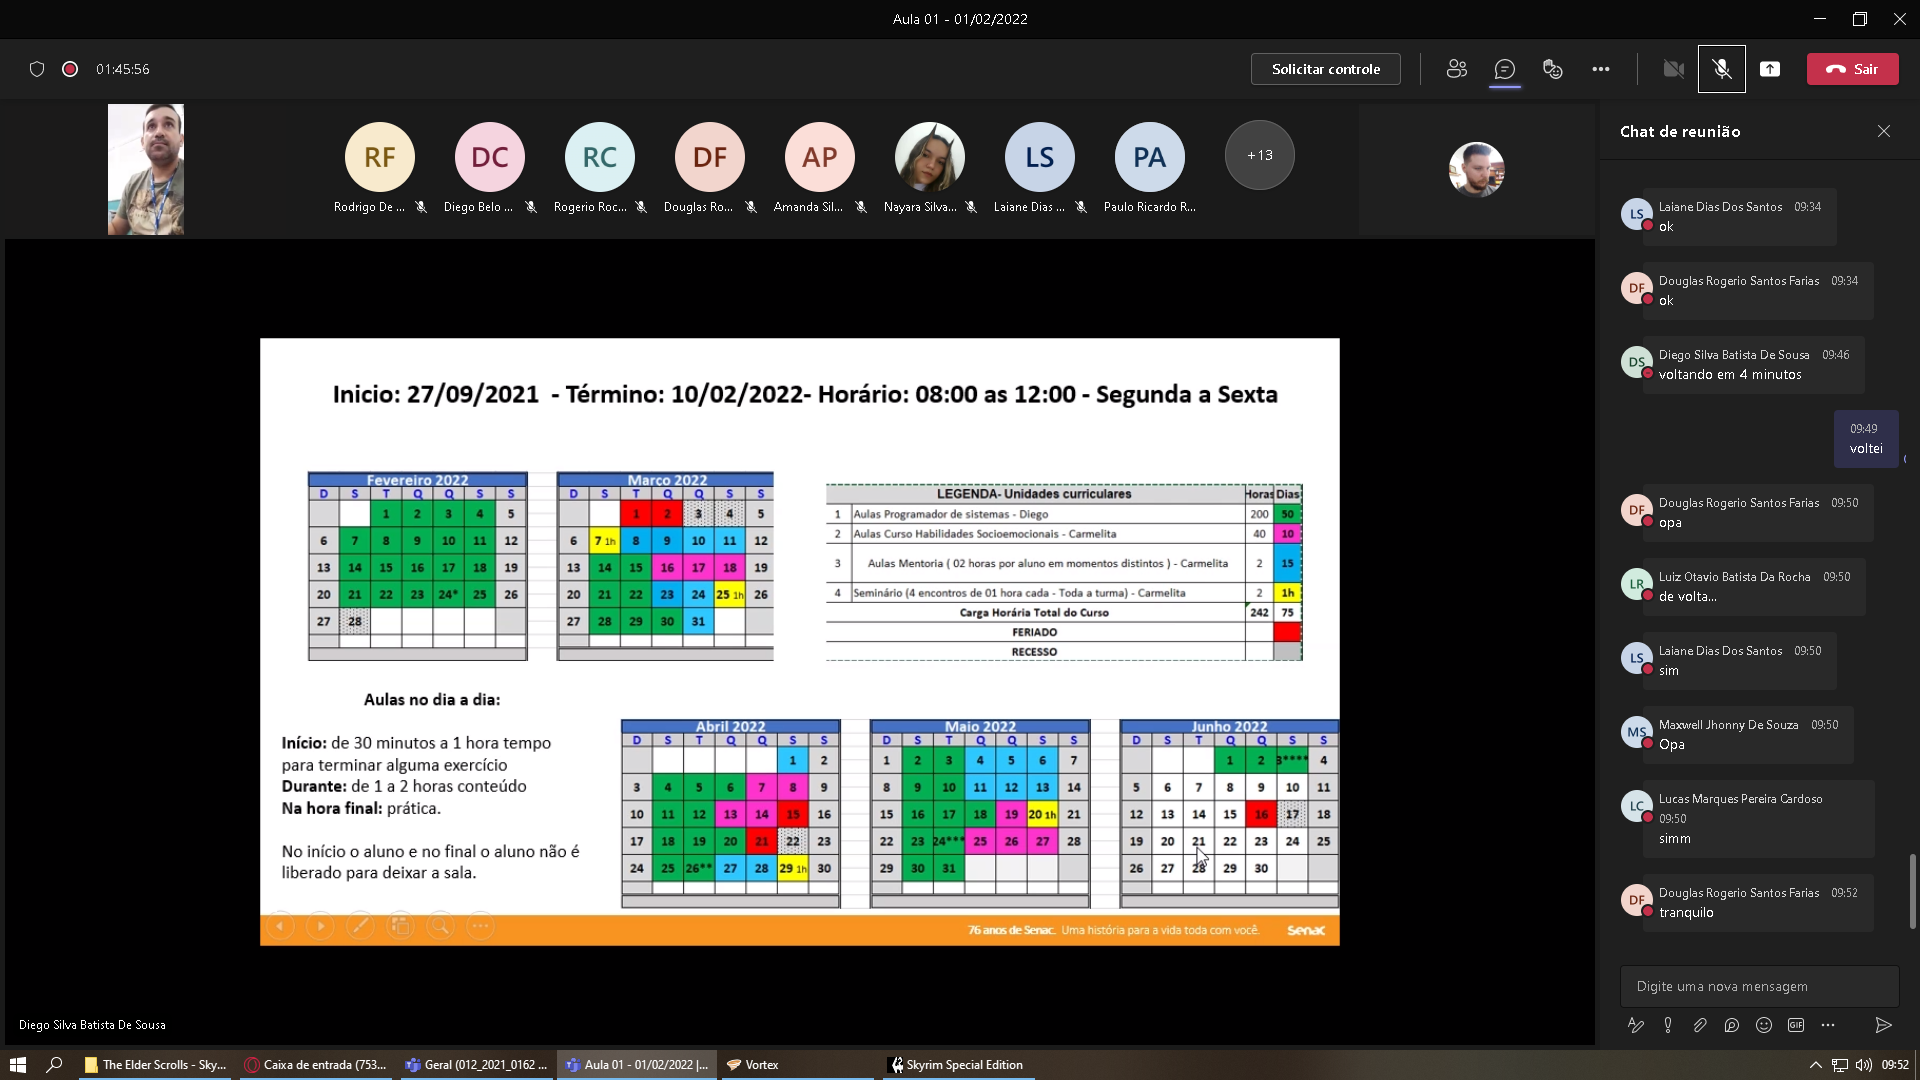 Aula 01 - 01/02/2022
01:45:56
Solicitar controle
Sair
RF
DC
RC
DF
AP
LS
PA
+13
Rodrigo De ...
Diego Belo ...
Rogerio Roc...
Douglas Ro...
Amanda Sil...
Nayara Silva...
Laiane Dias ...
Paulo Ricardo R...
Inicio: 27/09/2021 - Término: 10/02/2022- Horário: 08:00 as 12:00 - Segunda a Sexta
Fevereiro 2022
D S T Q Q S S
1 2 3 4 5
6 7 8 9 10 11 12
13 14 15 16 17 18 19
20 21 22 23 24* 25 26
27 28
Março 2022
D S T Q Q S S
1 2 3 4 5
6 7 1h 8 9 10 11 12
13 14 15 16 17 18 19
20 21 22 23 24 25 1h 26
27 28 29 30 31
LEGENDA- Unidades curriculares Horas Dias
1 Aulas Programador de sistemas - Diego 200 50
2 Aulas Curso Habilidades Socioemocionais - Carmelita 40 10
3 Aulas Mentoria ( 02 horas por aluno em momentos distintos ) - Carmelita 2 15
4 Seminário (4 encontros de 01 hora cada - Toda a turma) - Carmelita 2 1h
Carga Horária Total do Curso 242 75
FERIADO
RECESSO
Aulas no dia a dia:
Início: de 30 minutos a 1 hora tempo
para terminar alguma exercício
Durante: de 1 a 2 horas conteúdo
Na hora final: prática.
No início o aluno e no final o aluno não é
liberado para deixar a sala.
Abril 2022
D S T Q Q S S
1 2
3 4 5 6 7 8 9
10 11 12 13 14 15 16
17 18 19 20 21 22 23
24 25 26** 27 28 29 1h 30
Maio 2022
D S T Q Q S S
1 2 3 4 5 6 7
8 9 10 11 12 13 14
15 16 17 18 19 20 1h 21
22 23 24*** 25 26 27 28
29 30 31
Junho 2022
D S T Q Q S S
1 2 3**** 4
5 6 7 8 9 10 11
12 13 14 15 16 17 18
19 20 21 22 23 24 25
26 27 28 29 30
76 anos de Senac. Uma história para a vida toda com você.
Senac
Diego Silva Batista De Sousa
Chat de reunião
LS
Laiane Dias Dos Santos 09:34
ok
DF
Douglas Rogerio Santos Farias 09:34
ok
DS
Diego Silva Batista De Sousa 09:46
voltando em 4 minutos
09:49
voltei
DF
Douglas Rogerio Santos Farias 09:50
opa
LR
Luiz Otavio Batista Da Rocha 09:50
de volta...
LS
Laiane Dias Dos Santos 09:50
sim
MS
Maxwell Jhonny De Souza 09:50
Opa
LC
Lucas Marques Pereira Cardoso
09:50
simm
DF
Douglas Rogerio Santos Farias 09:52
tranquilo
Digite uma nova mensagem
GIF
The Elder Scrolls - Sky...
Caixa de entrada (753...
Geral (012_2021_0162 ...
Aula 01 - 01/02/2022 |...
Vortex
Skyrim Special Edition
09:52